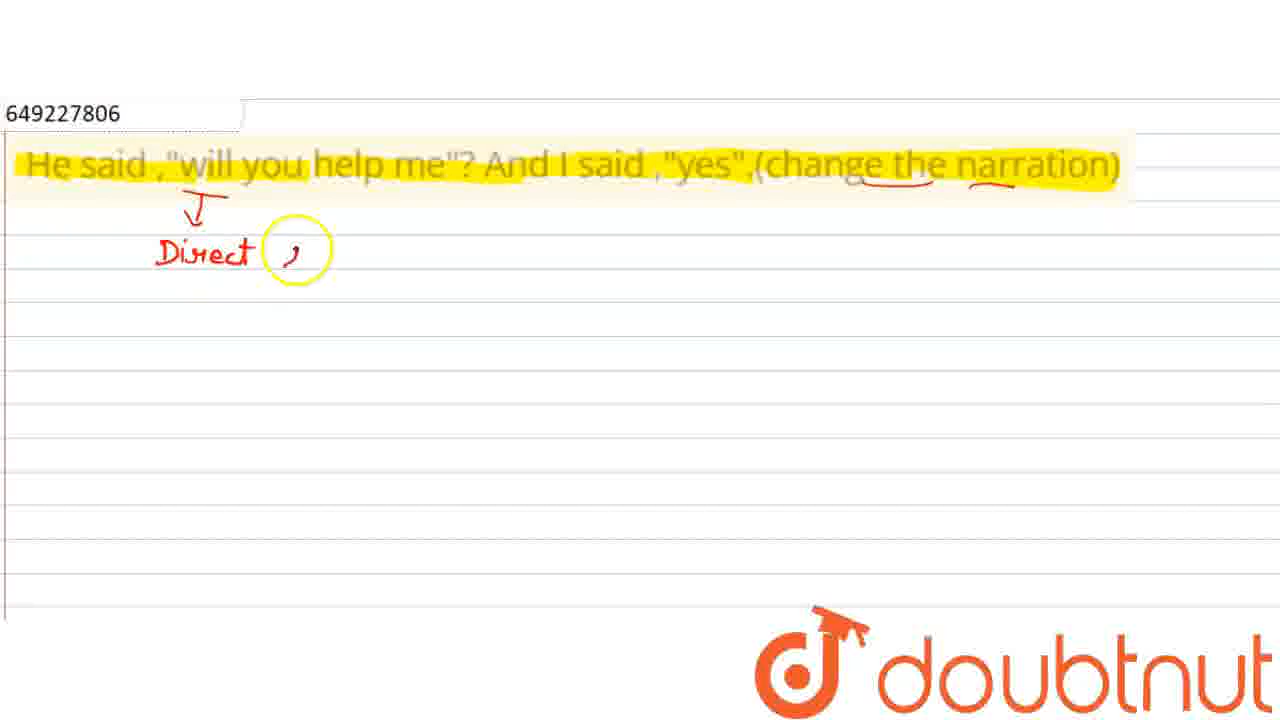 649227806
He said ,"will you help me"? And I said ,"yes".(change the narration)
Direct ,
doubtnut